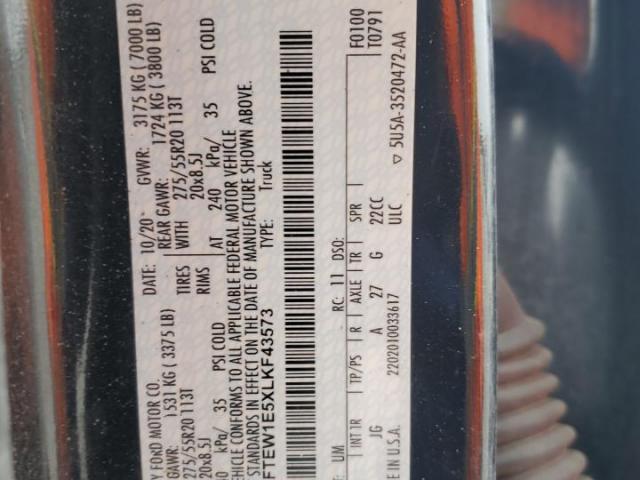 Y FORD MOTOR CO.
DATE: 10/20 GVWR: 3175 KG ( 7000 LB)
GAWR: 1531 KG ( 3375 LB) REAR GAWR: 1724 KG ( 3800 LB)
275/55R20 113T TIRES WITH 275/55R20 113T
20x8.5J RIMS 20x8.5J
kPa/ 35 PSI COLD AT 240 kPa/ 35 PSI COLD
VEHICLE CONFORMS TO ALL APPLICABLE FEDERAL MOTOR VEHICLE
STANDARDS IN EFFECT ON THE DATE OF MANUFACTURE SHOWN ABOVE.
FTEW1E5XLKF43573 TYPE: Truck
F0100
T0791
UM RC: 11 DSO:
INT TR TP/PS R AXLE TR SPR
JG A 27 G 22CC
E IN U.S.A. 2202010033617 ULC
5U5A-3520472-AA